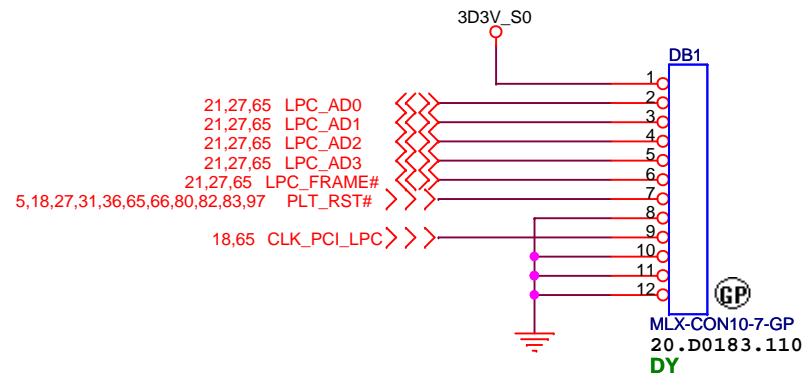 3D3V_S0
DB1
1
21,27,65 LPC_AD0 2
21,27,65 LPC_AD1 3
21,27,65 LPC_AD2 4
21,27,65 LPC_AD3 5
21,27,65 LPC_FRAME# 6
5,18,27,31,36,65,66,80,82,83,97 PLT_RST# 7
8
18,65 CLK_PCI_LPC 9
10
11
12
GP
MLX-CON10-7-GP
20.D0183.110
DY